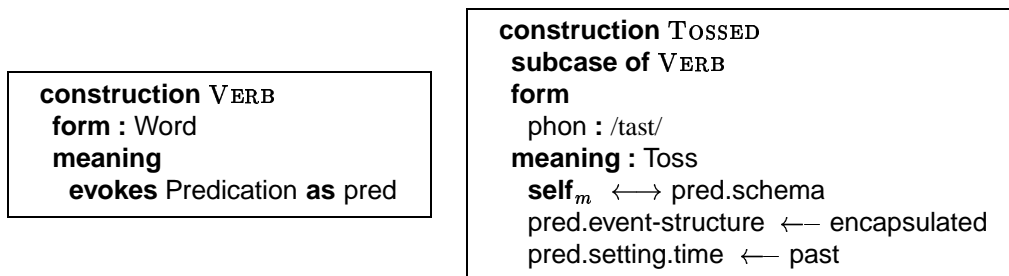 construction VERB
form : Word
meaning
evokes Predication as pred
construction TOSSED
subcase of VERB
form
phon : /tast/
meaning : Toss
self_m ⟷ pred.schema
pred.event-structure ⟵ encapsulated
pred.setting.time ⟵ past